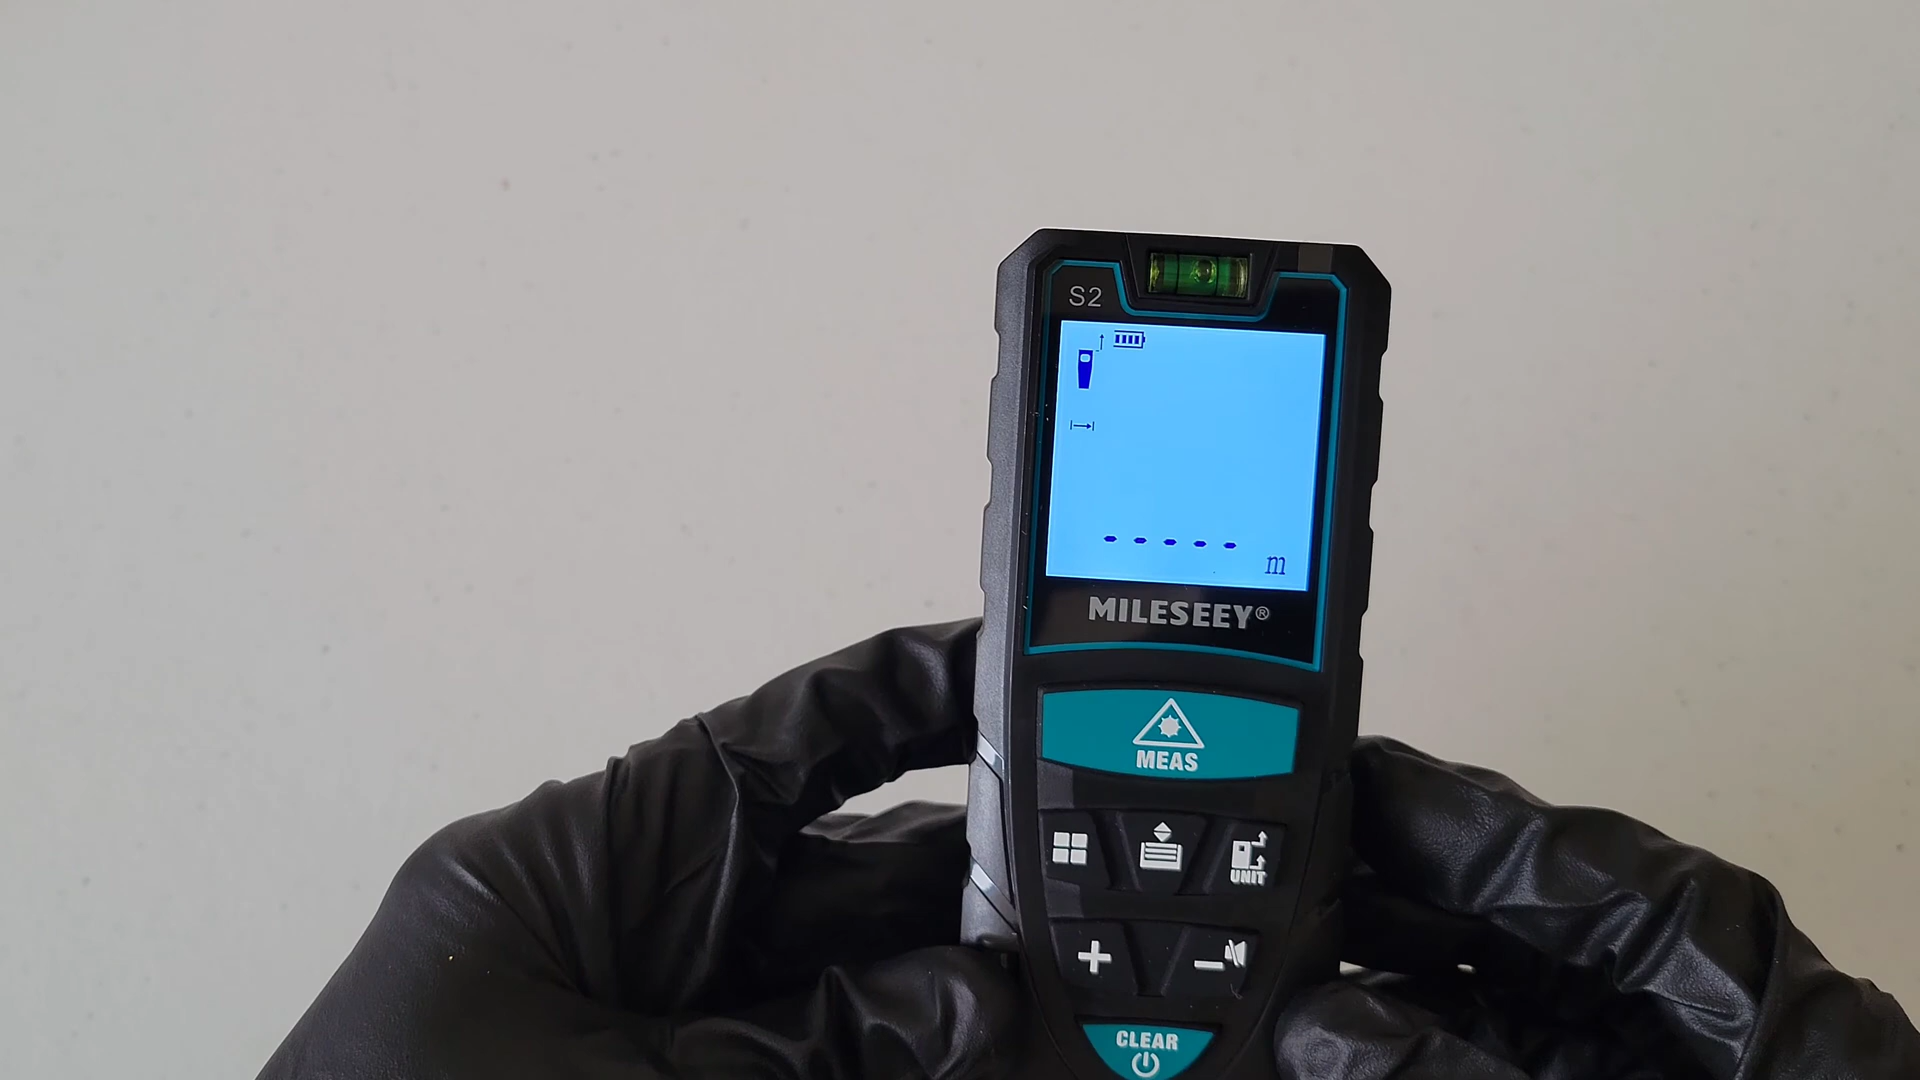 S2
- - - - - m
MILESEEY®
MEAS
UNIT
+ -
CLEAR